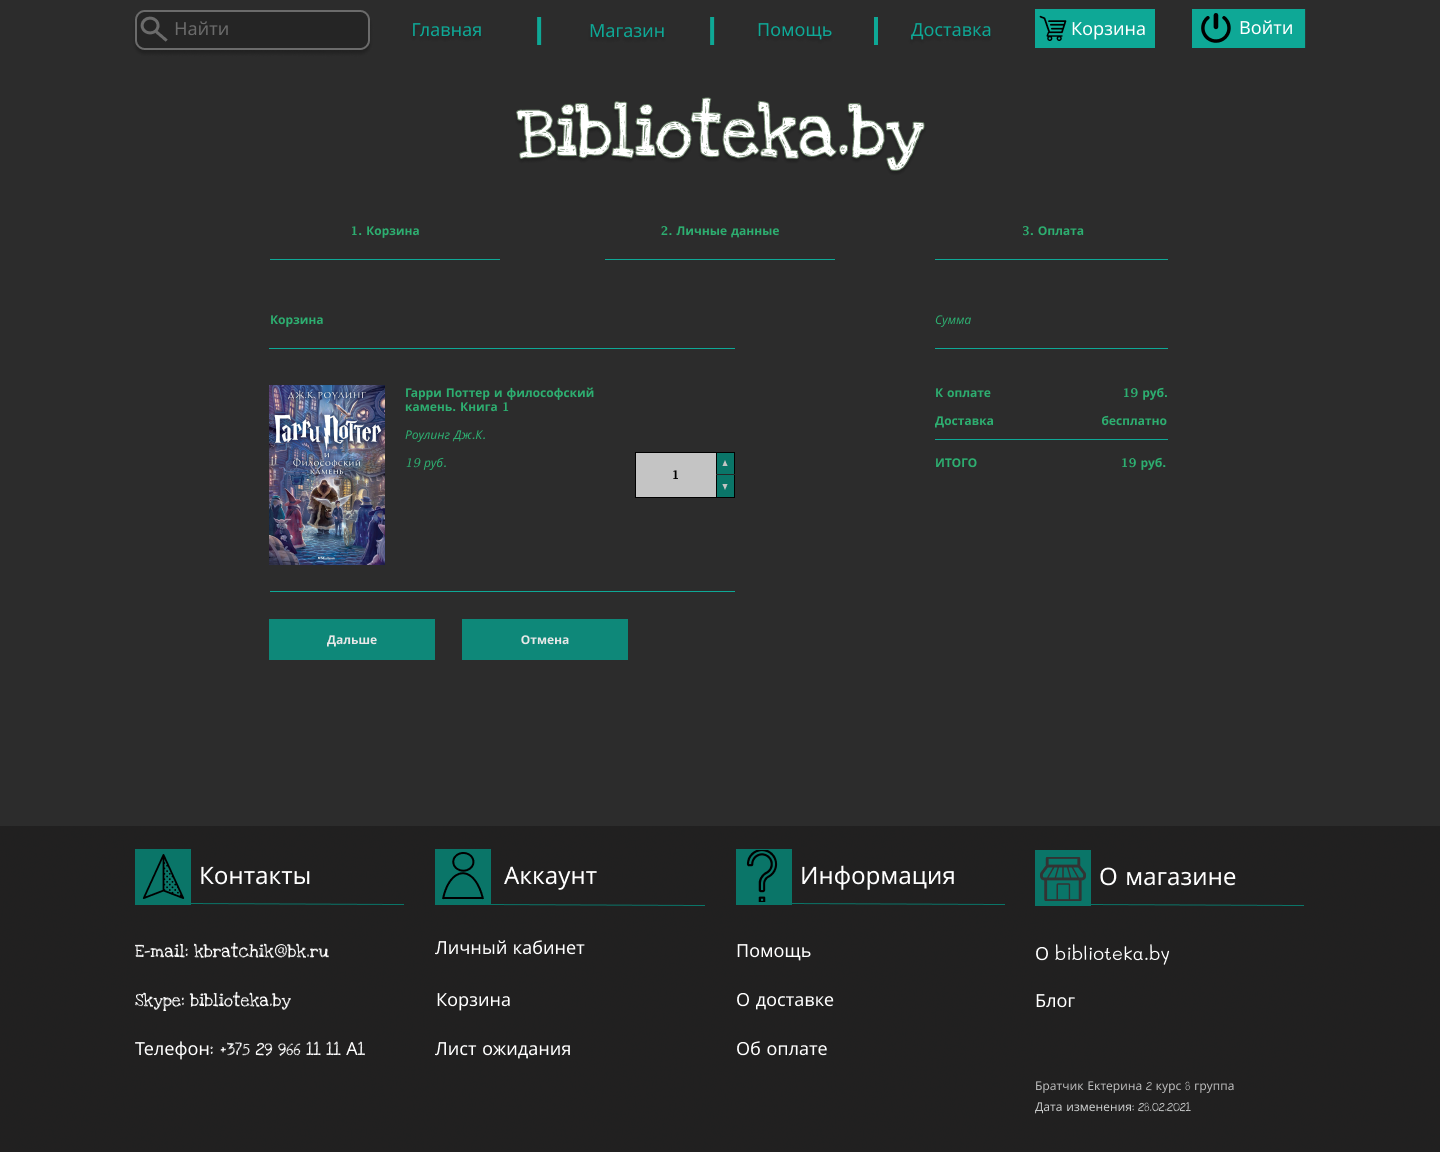 Найти
Главная
Магазин
Помощь
Доставка
Корзина
Войти
Biblioteka.by
1. Корзина
2. Личные данные
3. Оплата
Корзина
Сумма
ДЖ.К. РОУЛИНГ
Гарри Поттер
и
Философский
камень
Гарри Поттер и философский
камень. Книга 1
Роулинг Дж.К.
19 руб.
1
К оплате 19 руб.
Доставка бесплатно
ИТОГО 19 руб.
Дальше
Отмена
Контакты
Аккаунт
Информация
О магазине
E-mail: kbratchik@bk.ru
Личный кабинет
Помощь
О biblioteka.by
Skype: biblioteka.by
Корзина
О доставке
Блог
Телефон: +375 29 966 11 11 A1
Лист ожидания
Об оплате
Братчик Ектерина 2 курс 8 группа
Дата изменения: 28.02.2021